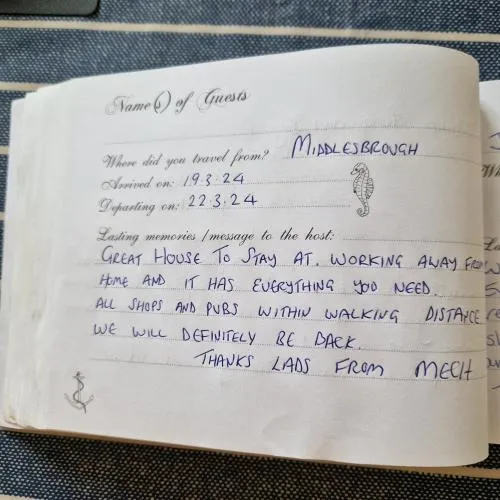 Name(s) of Guests
Where did you travel from? MIDDLESBROUGH
Arrived on: 19.3.24
Departing on: 22.3.24
Lasting memories / message to the host:
GREAT HOUSE TO STAY AT. WORKING AWAY FROM
HOME AND IT HAS EVERYTHING YOU NEED.
ALL SHOPS AND PUBS WITHIN WALKING DISTANCE
WE WILL DEFINITELY BE BACK.
THANKS LADS FROM MECH